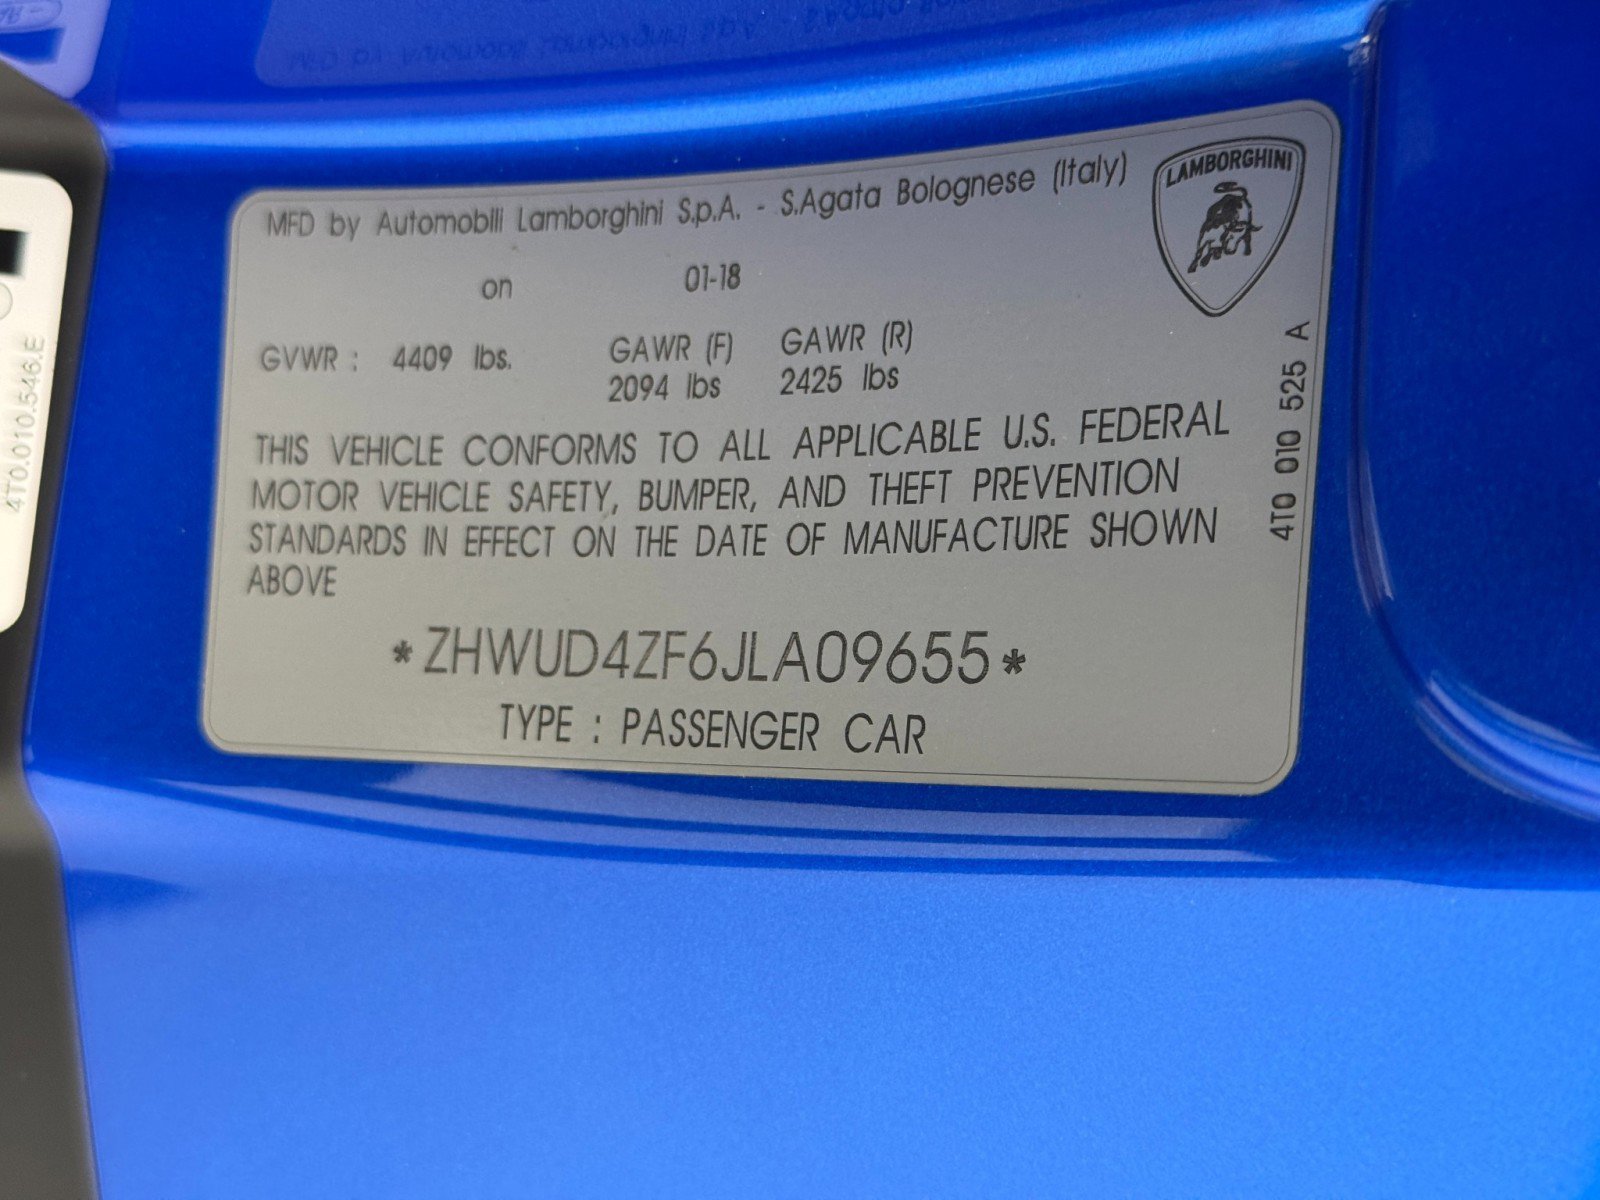 MFD by Automobili Lamborghini S.p.A. - S.Agata Bolognese (Italy)
LAMBORGHINI
on 01-18
GVWR : 4409 lbs. GAWR (F) GAWR (R)
2094 lbs 2425 lbs
THIS VEHICLE CONFORMS TO ALL APPLICABLE U.S. FEDERAL
MOTOR VEHICLE SAFETY, BUMPER, AND THEFT PREVENTION
STANDARDS IN EFFECT ON THE DATE OF MANUFACTURE SHOWN
ABOVE
*ZHWUD4ZF6JLA09655*
TYPE : PASSENGER CAR
4T0 010 525 A
4T0.010.546.E